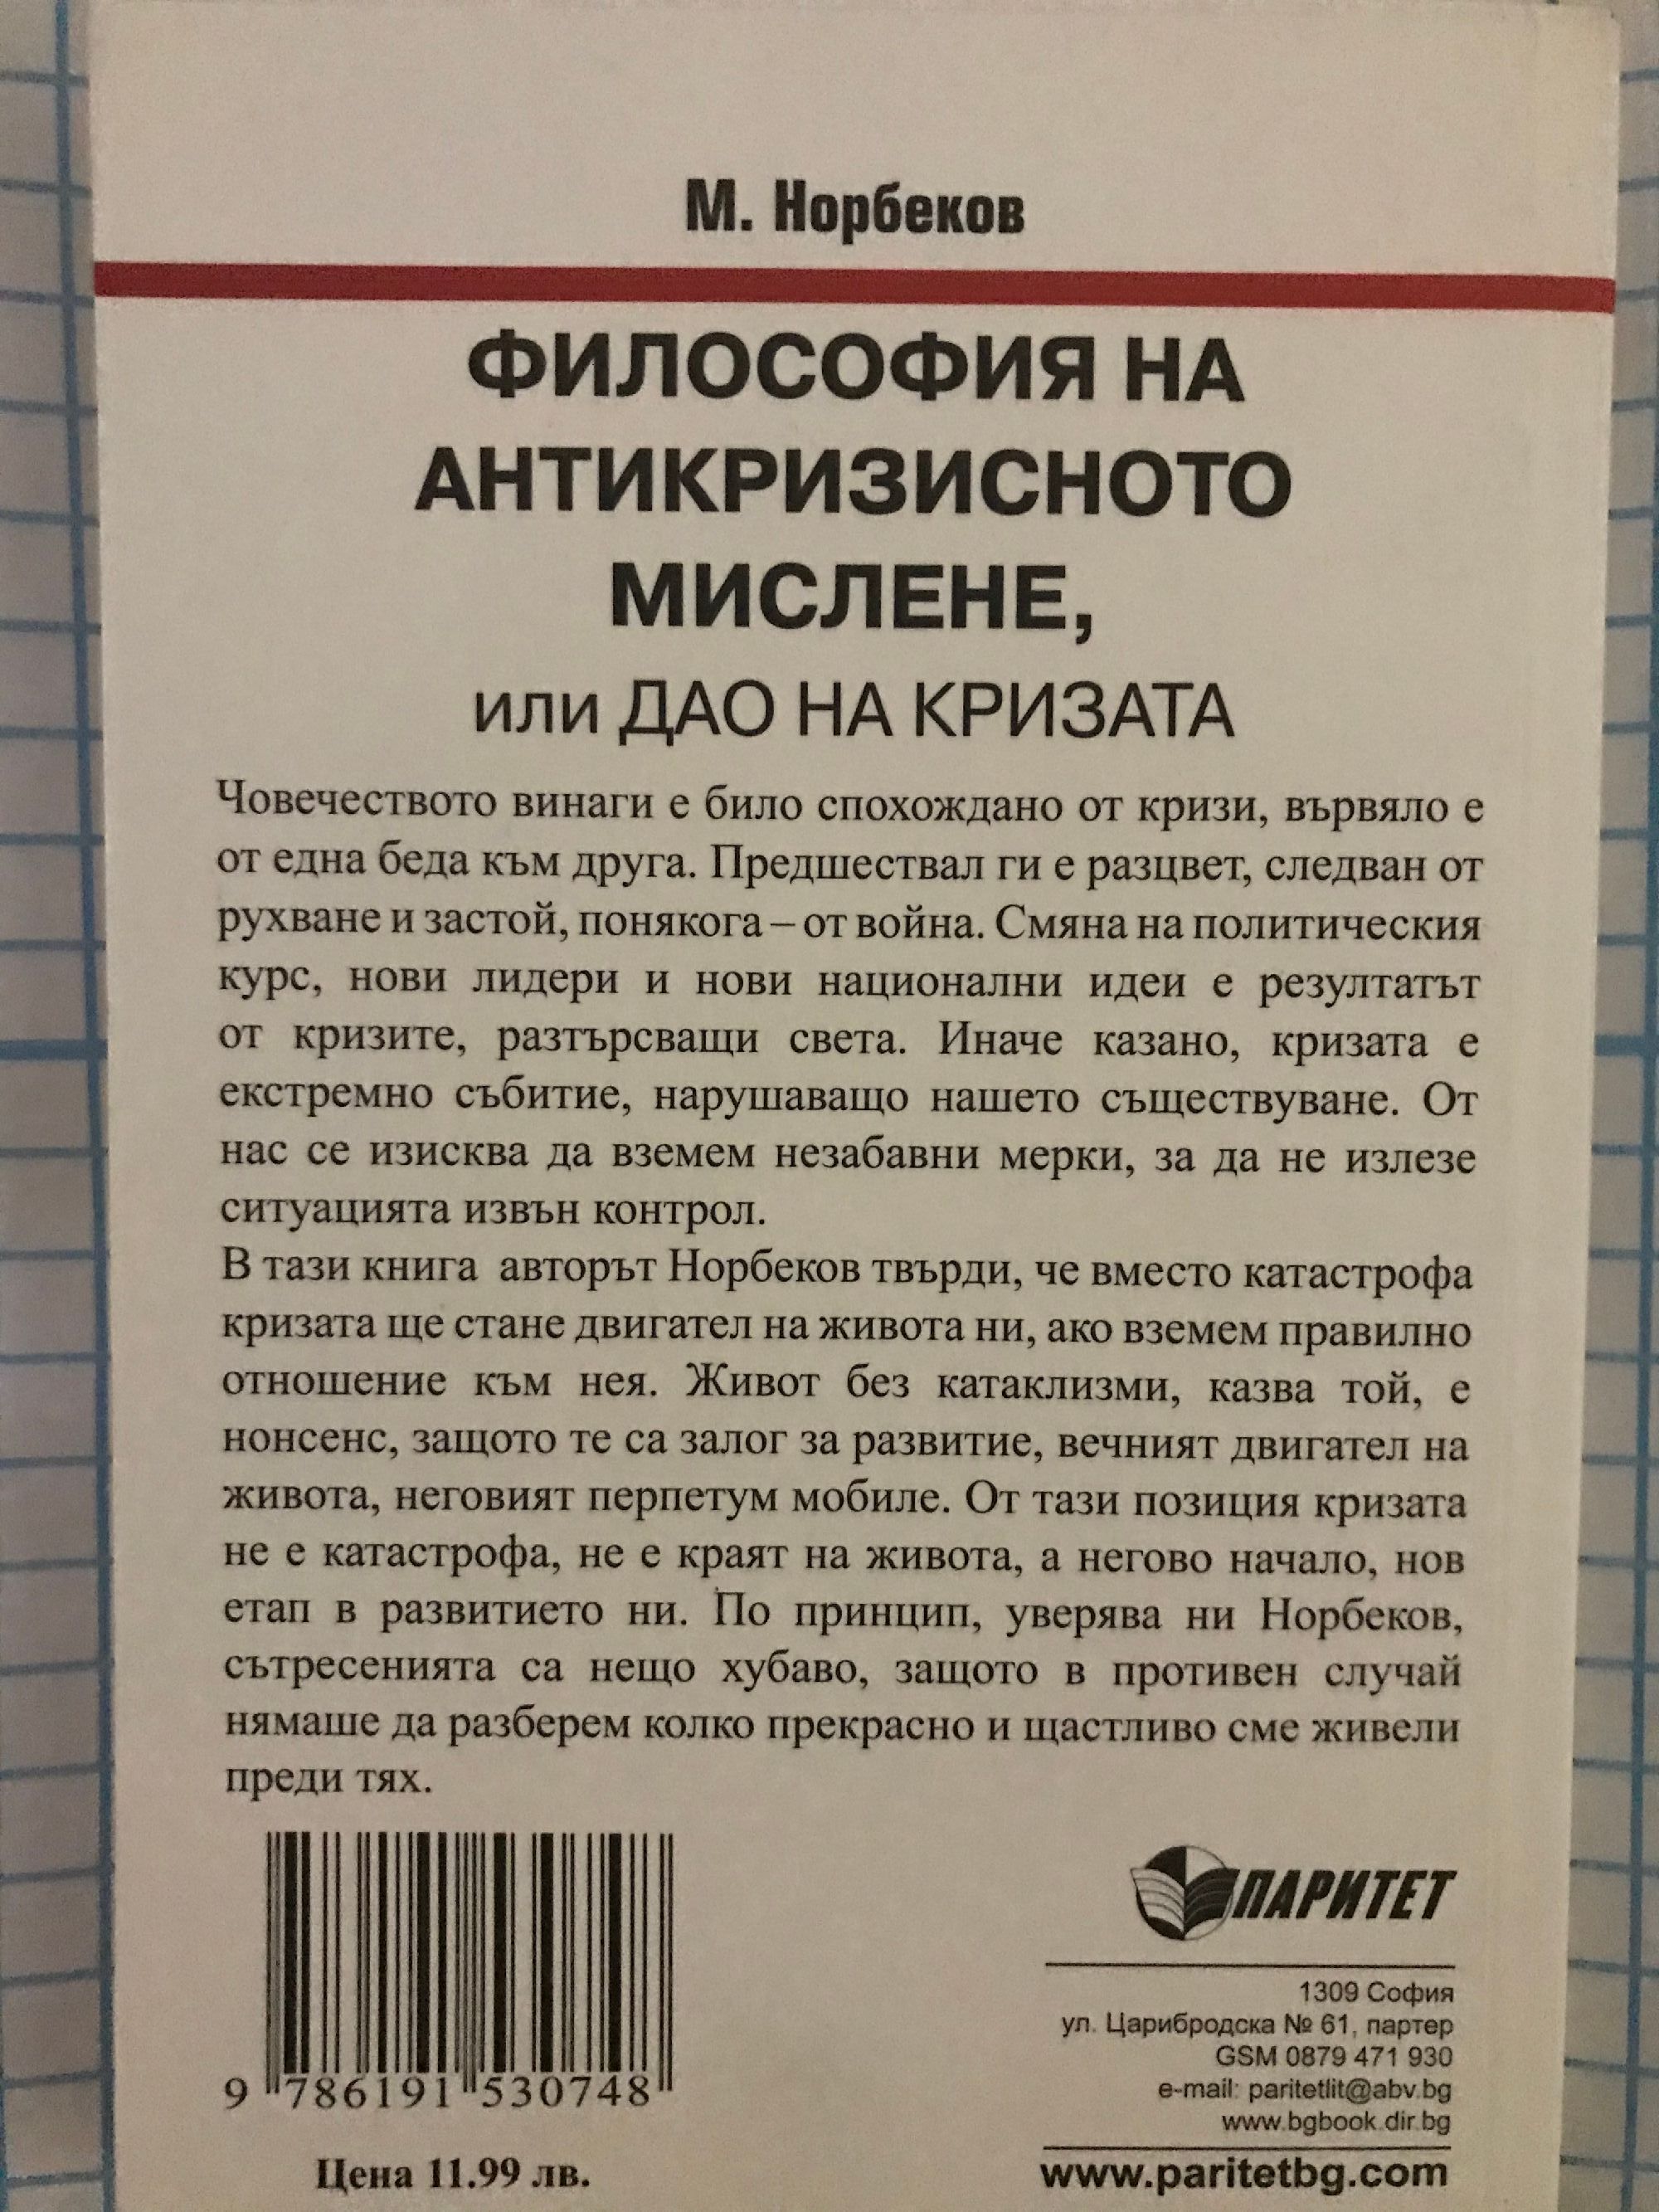 М. Норбеков
ФИЛОСОФИЯ НА
АНТИКРИЗИСНОТО
МИСЛЕНЕ,
или ДАО НА КРИЗАТА
Човечеството винаги е било спохождано от кризи, вървяло е
от една беда към друга. Предшествал ги е разцвет, следван от
рухване и застой, понякога – от война. Смяна на политическия
курс, нови лидери и нови национални идеи е резултатът
от кризите, разтърсващи света. Иначе казано, кризата е
екстремно събитие, нарушаващо нашето съществуване. От
нас се изисква да вземем незабавни мерки, за да не излезе
ситуацията извън контрол.
В тази книга авторът Норбеков твърди, че вместо катастрофа
кризата ще стане двигател на живота ни, ако вземем правилно
отношение към нея. Живот без катаклизми, казва той, е
нонсенс, защото те са залог за развитие, вечният двигател на
живота, неговият перпетум мобиле. От тази позиция кризата
не е катастрофа, не е краят на живота, а негово начало, нов
етап в развитието ни. По принцип, уверява ни Норбеков,
сътресенията са нещо хубаво, защото в противен случай
нямаше да разберем колко прекрасно и щастливо сме живели
преди тях.
ПАРИТЕТ
1309 София
ул. Царибродска № 61, партер
GSM 0879 471 930
e-mail: paritetlit@abv.bg
www.bgbook.dir.bg
www.paritetbg.com
9 786191 530748
Цена 11.99 лв.